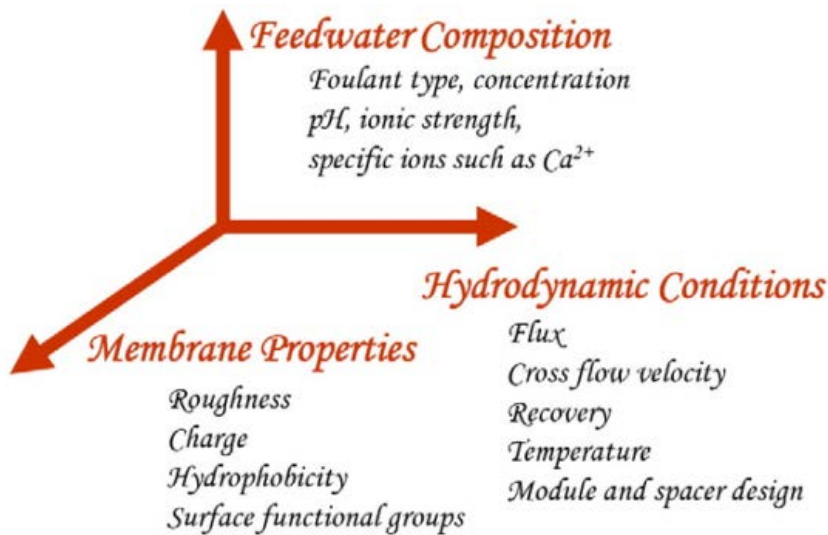 Feedwater Composition
Foulant type, concentration
pH, ionic strength,
specific ions such as Ca²⁺
Hydrodynamic Conditions
Flux
Cross flow velocity
Recovery
Temperature
Module and spacer design
Membrane Properties
Roughness
Charge
Hydrophobicity
Surface functional groups